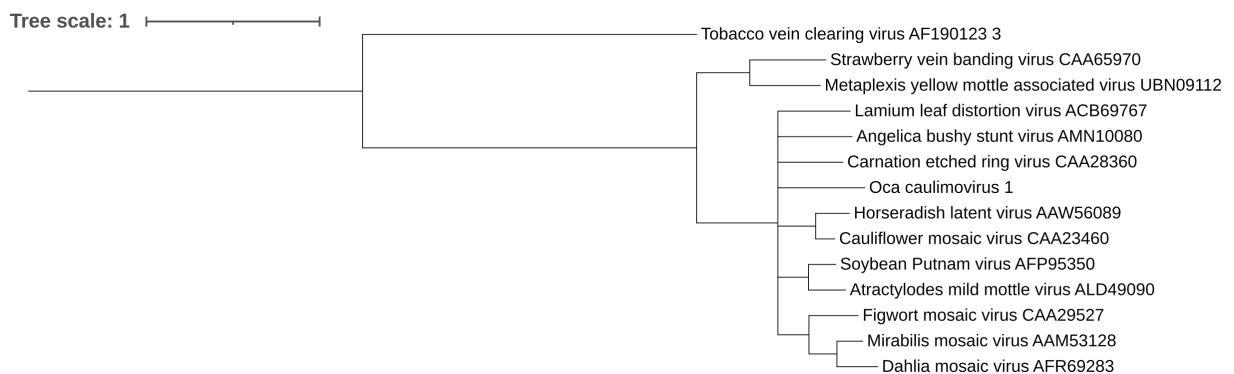 Tree scale: 1
Tobacco vein clearing virus AF190123 3
Strawberry vein banding virus CAA65970
Metaplexis yellow mottle associated virus UBN09112
Lamium leaf distortion virus ACB69767
Angelica bushy stunt virus AMN10080
Carnation etched ring virus CAA28360
Oca caulimovirus 1
Horseradish latent virus AAW56089
Cauliflower mosaic virus CAA23460
Soybean Putnam virus AFP95350
Atractylodes mild mottle virus ALD49090
Figwort mosaic virus CAA29527
Mirabilis mosaic virus AAM53128
Dahlia mosaic virus AFR69283